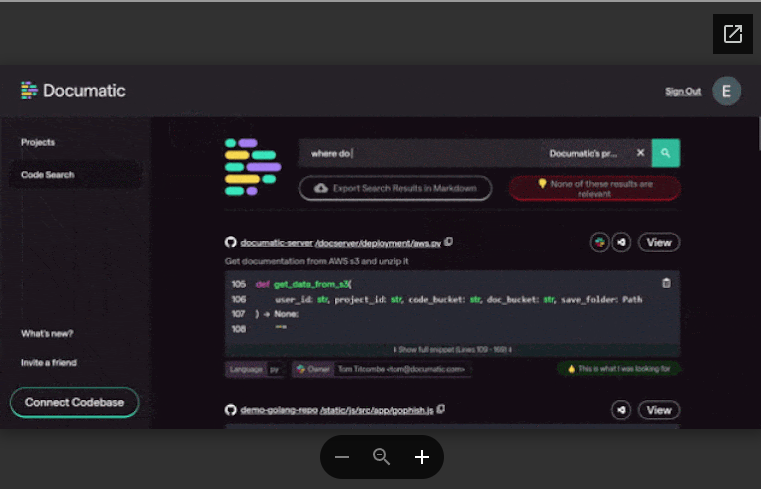 Documatic
Sign Out
E
Projects
Code Search
where do
Documatic's pr...
Export Search Results in Markdown
None of these results are
relevant
documatic-server /docserver/deployment/aws.py
View
Get documentation from AWS s3 and unzip it
105 def get_data_from_s3(
106 user_id: str, project_id: str, code_bucket: str, doc_bucket: str, save_folder: Path
107 ) → None:
108 """
Show full snippet (Lines 109 - 169)
Language py
Owner Tom Titcombe <tom@documatic.com>
This is what I was looking for
What's new?
Invite a friend
Connect Codebase
demo-golang-repo /static/js/src/app/gophish.js
View